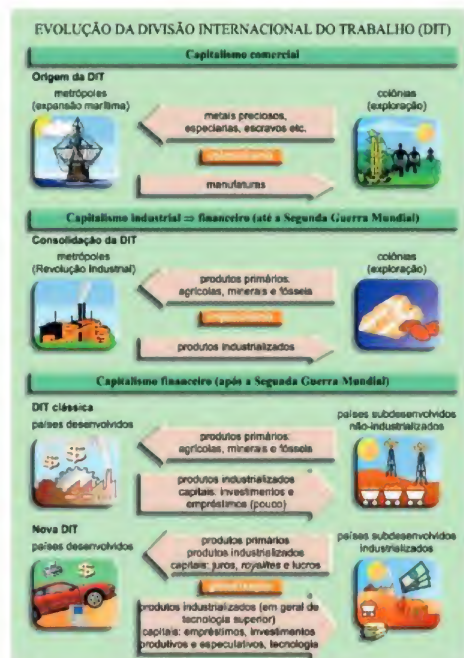 EVOLUÇÃO DA DIVISÃO INTERNACIONAL DO TRABALHO (DIT)
Capitalismo comercial
Origem da DIT
metrópoles
(expansão marítima)
metais preciosos,
especiarias, escravos etc.
manufaturas
colônias
(exploração)
Capitalismo industrial ⇒ financeiro (até a Segunda Guerra Mundial)
Consolidação da DIT
metrópoles
(Revolução Industrial)
produtos primários:
agrícolas, minerais e fósseis
produtos industrializados
colônias
(exploração)
Capitalismo financeiro (após a Segunda Guerra Mundial)
DIT clássica
países desenvolvidos
produtos primários:
agrícolas, minerais e fósseis
produtos industrializados
capitais: investimentos e
empréstimos (pouco)
países subdesenvolvidos
não-industrializados
Nova DIT
países desenvolvidos
produtos primários
produtos industrializados
capitais: juros, royalties e lucros
produtos industrializados (em geral de
tecnologia superior)
capitais: empréstimos, investimentos
produtivos e especulativos, tecnologia
países subdesenvolvidos
industrializados